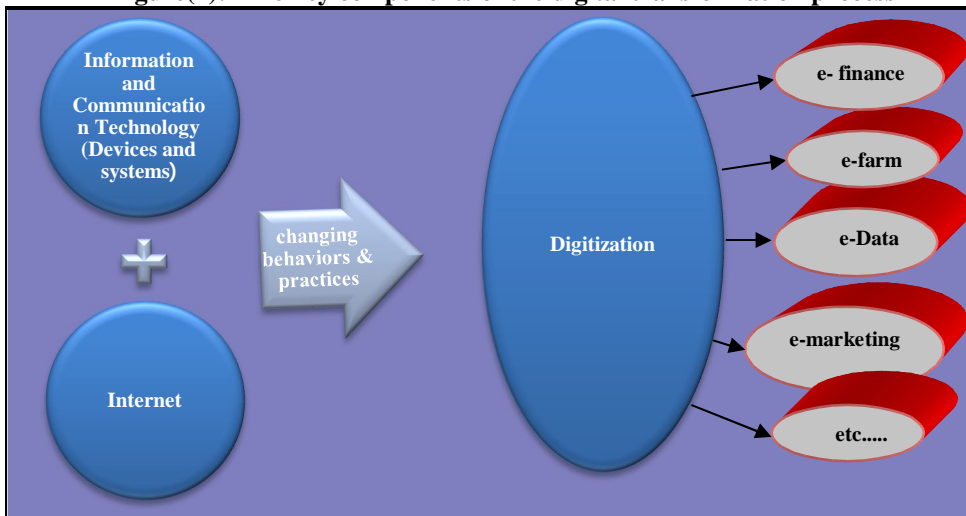 Information
and
Communicatio
n Technology
(Devices and
systems)
Internet
changing
behaviors &
practices
Digitization
e- finance
e-farm
e-Data
e-marketing
etc.....